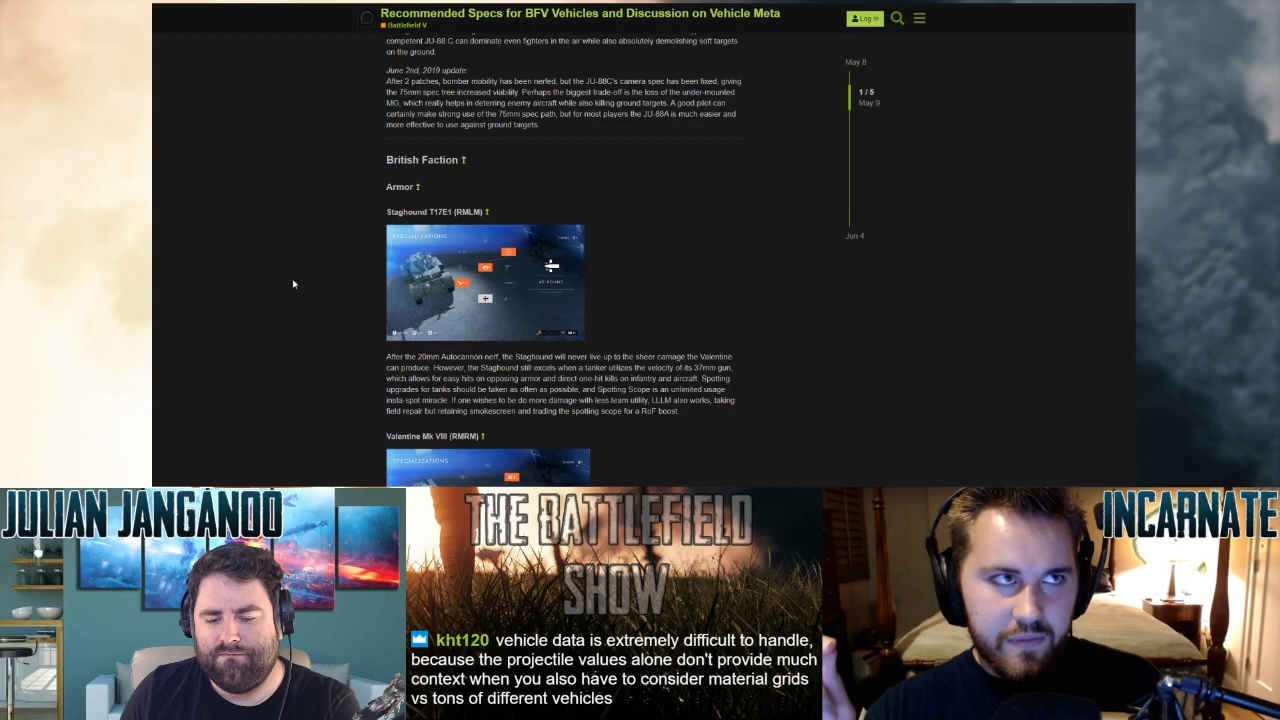 Recommended Specs for BFV Vehicles and Discussion on Vehicle Meta
Battlefield V
Log In
competent JU-88 C can dominate even fighters in the air while also absolutely demolishing soft targets
on the ground.
June 2nd, 2019 update:
After 2 patches, bomber mobility has been nerfed, but the JU-88C's camera spec has been fixed, giving
the 75mm spec tree increased viability. Perhaps the biggest trade-off is the loss of the under-mounted
MG, which really helps in deterring enemy aircraft while also killing ground targets. A good pilot can
certainly make strong use of the 75mm spec path, but for most players the JU-88A is much easier and
more effective to use against ground targets.
May 8
1 / 5
May 9
Jun 4
British Faction ↑
Armor ↑
Staghound T17E1 (RMLM) ↑
SPECIALIZATIONS
AP ROUNDS
After the 20mm Autocannon nerf, the Staghound will never live up to the sheer carnage the Valentine
can produce. However, the Staghound still excels when a tanker utilizes the velocity of its 37mm gun,
which allows for easy hits on opposing armor and direct one-hit kills on infantry and aircraft. Spotting
upgrades for tanks should be taken as often as possible, and Spotting Scope is an unlimited usage
insta-spot miracle. If one wishes to be do more damage with less team utility, LLLM also works, taking
field repair but retaining smokescreen and trading the spotting scope for a RoF boost.
Valentine Mk VIII (RMRM) ↑
SPECIALIZATIONS
JULIAN JANGANOO
THE BATTLEFIELD
SHOW
INCARNATE
kht120 vehicle data is extremely difficult to handle,
because the projectile values alone don't provide much
context when you also have to consider material grids
vs tons of different vehicles